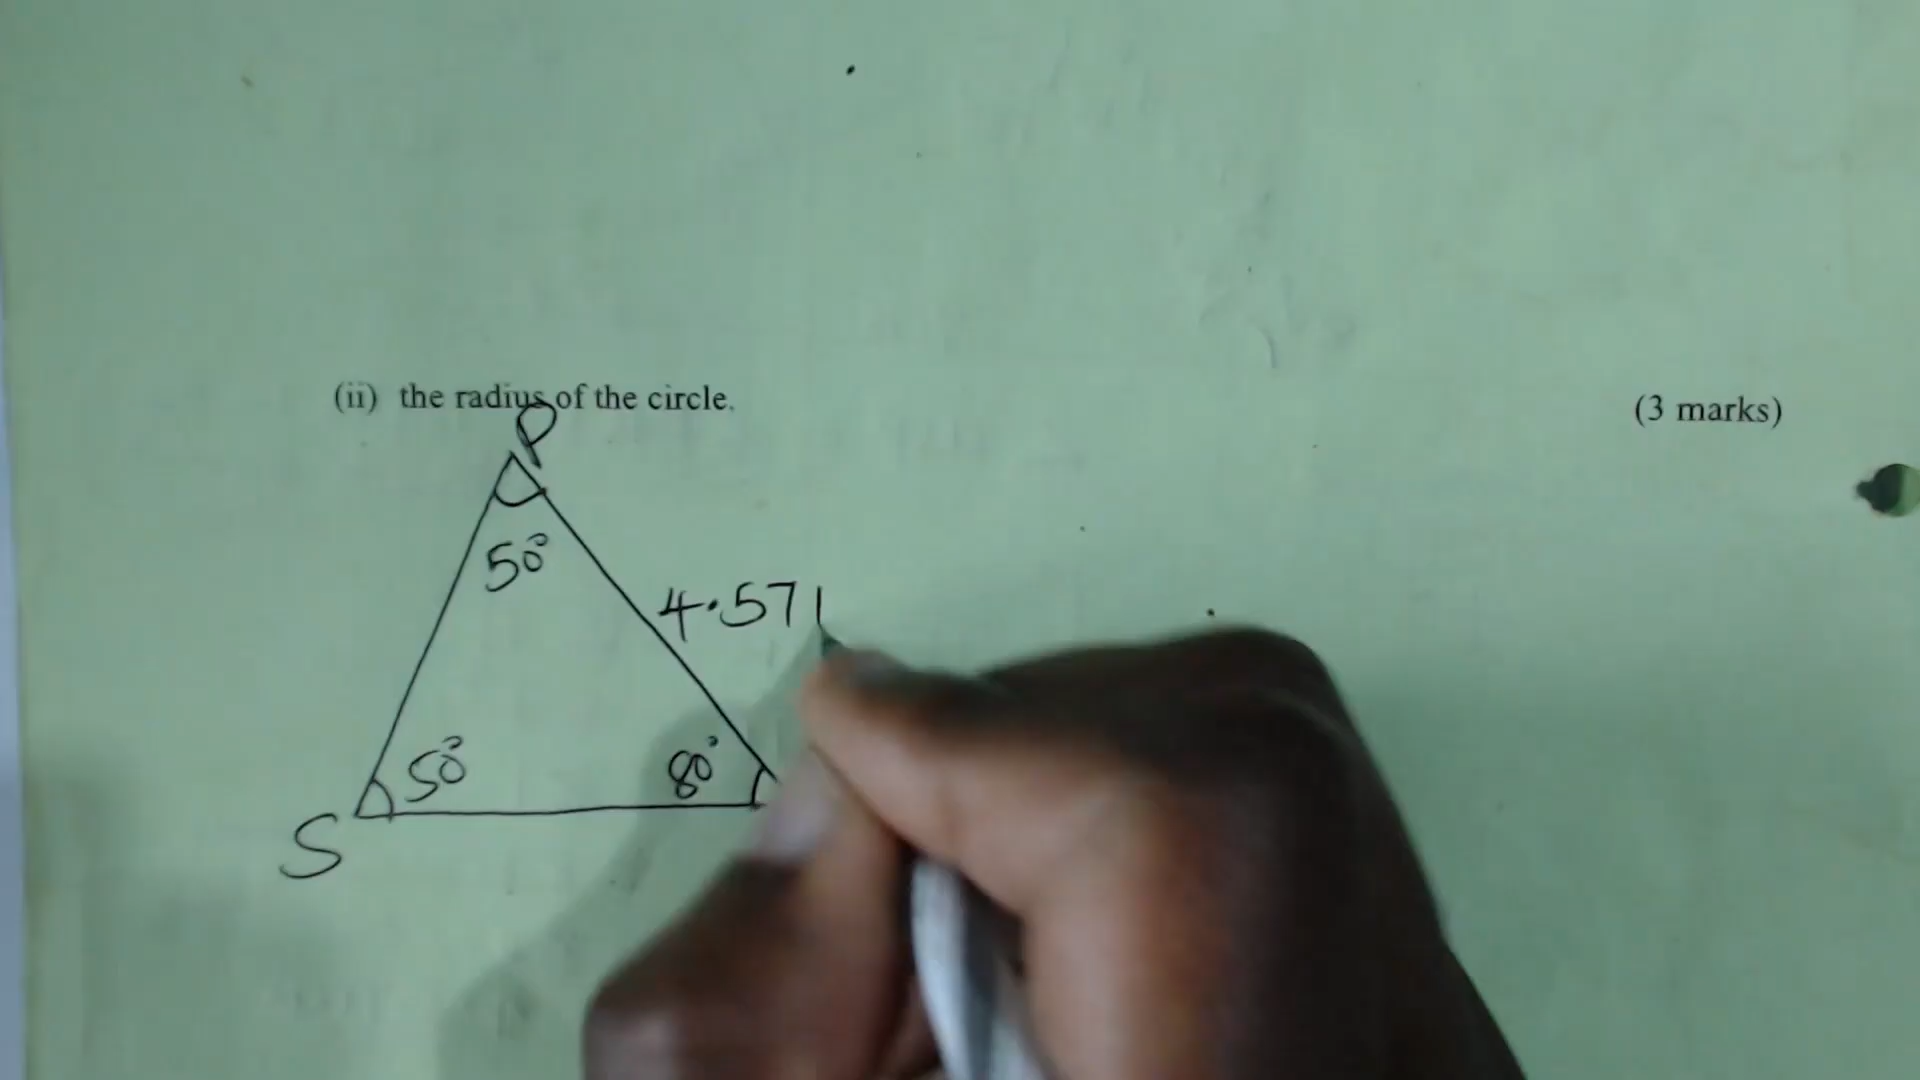 (ii) the radius of the circle.
(3 marks)
P
50°
4.571
50°
80°
S